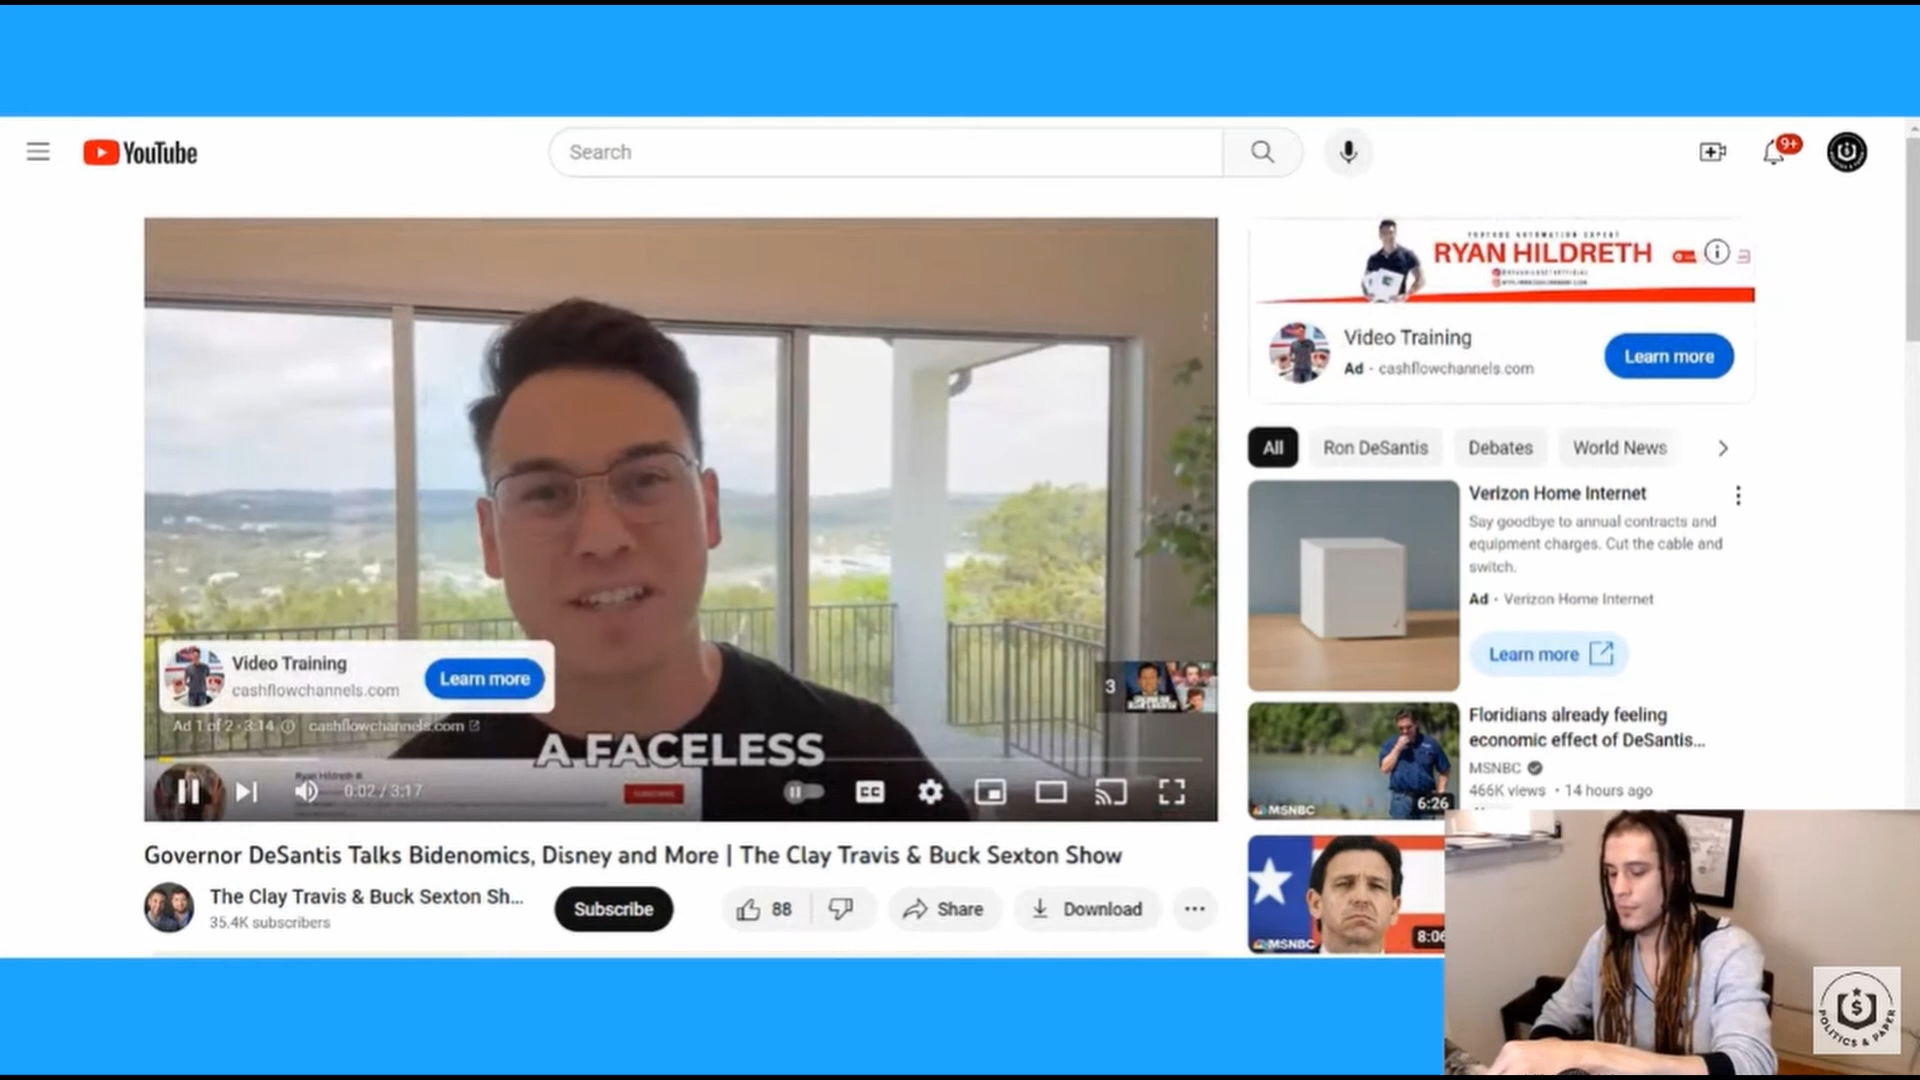 YouTube
Search
9+
RYAN HILDRETH
Video Training
Ad · cashflowchannels.com
Learn more
All
Ron DeSantis
Debates
World News
Verizon Home Internet
Say goodbye to annual contracts and
equipment charges. Cut the cable and
switch.
Ad · Verizon Home Internet
Learn more
Floridians already feeling
economic effect of DeSantis...
MSNBC
466K views · 14 hours ago
MSNBC
6:26
MSNBC
8:06
Video Training
cashflowchannels.com
Learn more
3
Ad 1 of 2 · 3:14
cashflowchannels.com
A FACELESS
Ryan Hildreth
0:02 / 3:17
CC
Governor DeSantis Talks Bidenomics, Disney and More | The Clay Travis & Buck Sexton Show
The Clay Travis & Buck Sexton Sh...
35.4K subscribers
Subscribe
88
Share
Download
POLITICS & PAPER